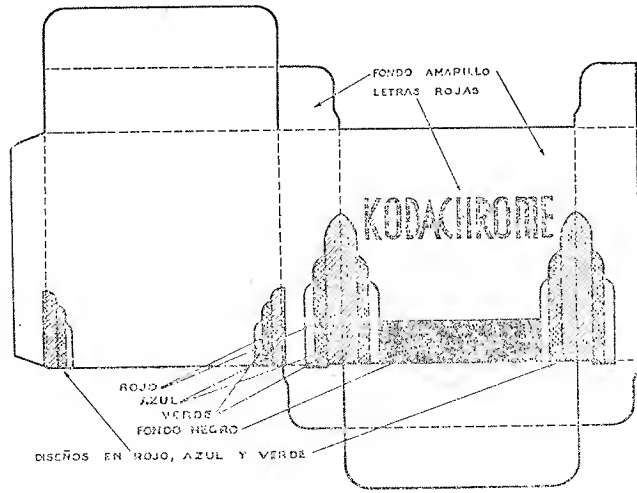 FONDO AMARILLO
LETRAS ROJAS
KODACHROME
ROJO
AZUL
VERDE
FONDO NEGRO
DISEÑOS EN ROJO, AZUL Y VERDE